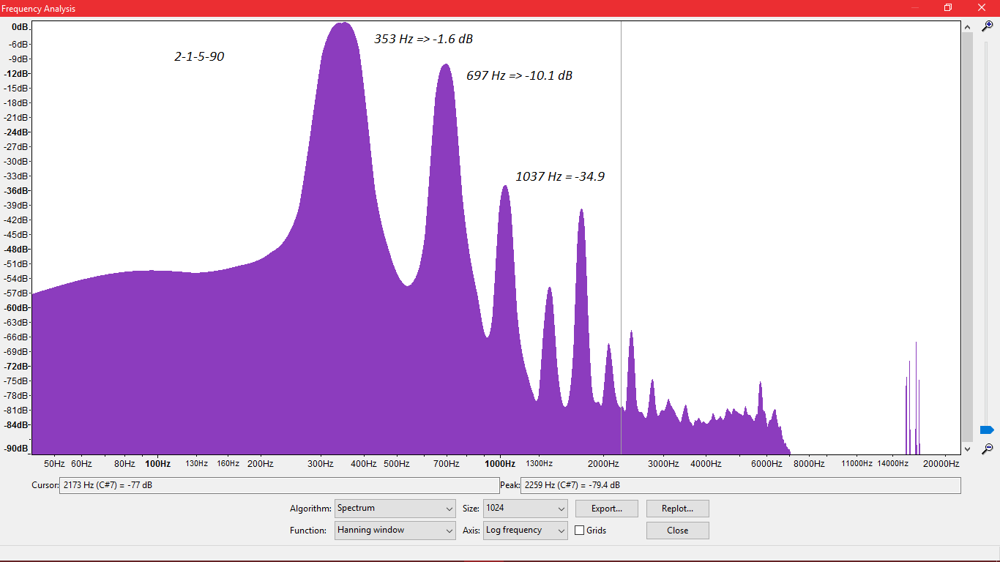 Frequency Analysis
0dB
-6dB
-9dB
-12dB
-15dB
-18dB
-21dB
-24dB
-27dB
-30dB
-33dB
-36dB
-39dB
-42dB
-45dB
-48dB
-51dB
-54dB
-57dB
-60dB
-63dB
-66dB
-69dB
-72dB
-75dB
-78dB
-81dB
-84dB
-90dB
353 Hz => -1.6 dB
2-1-5-90
697 Hz => -10.1 dB
1037 Hz = -34.9
50Hz 60Hz 80Hz 100Hz 130Hz 160Hz 200Hz 300Hz 400Hz 500Hz 700Hz 1000Hz 1300Hz 2000Hz 3000Hz 4000Hz 6000Hz 8000Hz 11000Hz 14000Hz 20000Hz
Cursor: 2173 Hz (C#7) = -77 dB Peak: 2259 Hz (C#7) = -79.4 dB
Algorithm: Spectrum Size: 1024 Export... Replot...
Function: Hanning window Axis: Log frequency Grids Close